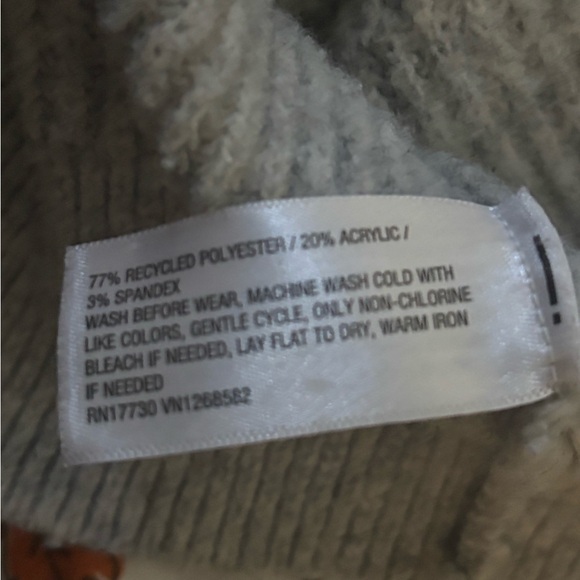 77% RECYCLED POLYESTER / 20% ACRYLIC /
3% SPANDEX
WASH BEFORE WEAR, MACHINE WASH COLD WITH
LIKE COLORS, GENTLE CYCLE, ONLY NON-CHLORINE
BLEACH IF NEEDED, LAY FLAT TO DRY, WARM IRON
IF NEEDED
RN17730 VN1268582